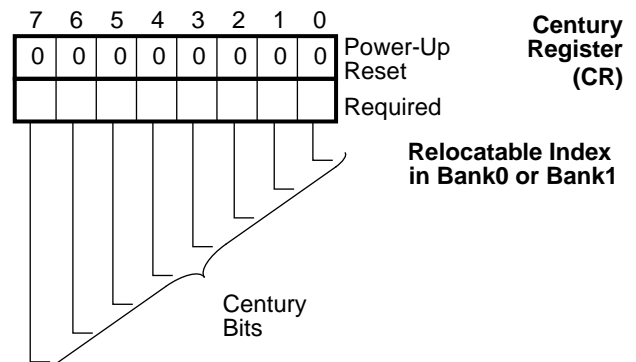 7 6 5 4 3 2 1 0
Century
Register
(CR)
0 0 0 0 0 0 0 0
Power-Up
Reset
Required
Relocatable Index
in Bank0 or Bank1
Century
Bits